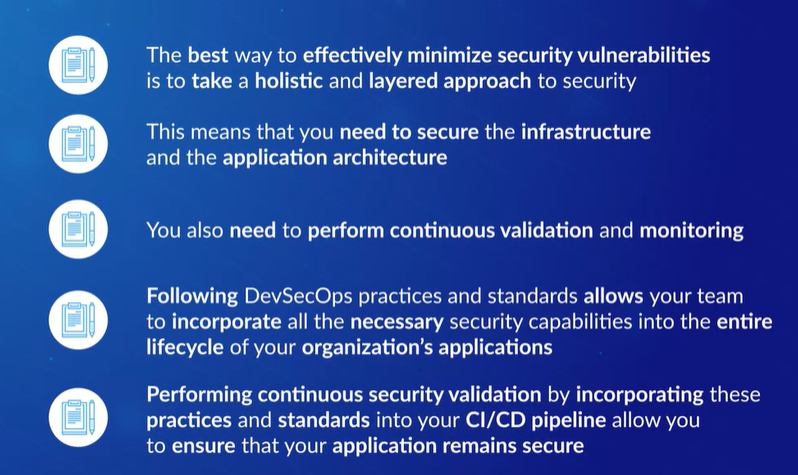 The best way to effectively minimize security vulnerabilities
is to take a holistic and layered approach to security
This means that you need to secure the infrastructure
and the application architecture
You also need to perform continuous validation and monitoring
Following DevSecOps practices and standards allows your team
to incorporate all the necessary security capabilities into the entire
lifecycle of your organization's applications
Performing continuous security validation by incorporating these
practices and standards into your CI/CD pipeline allow you
to ensure that your application remains secure